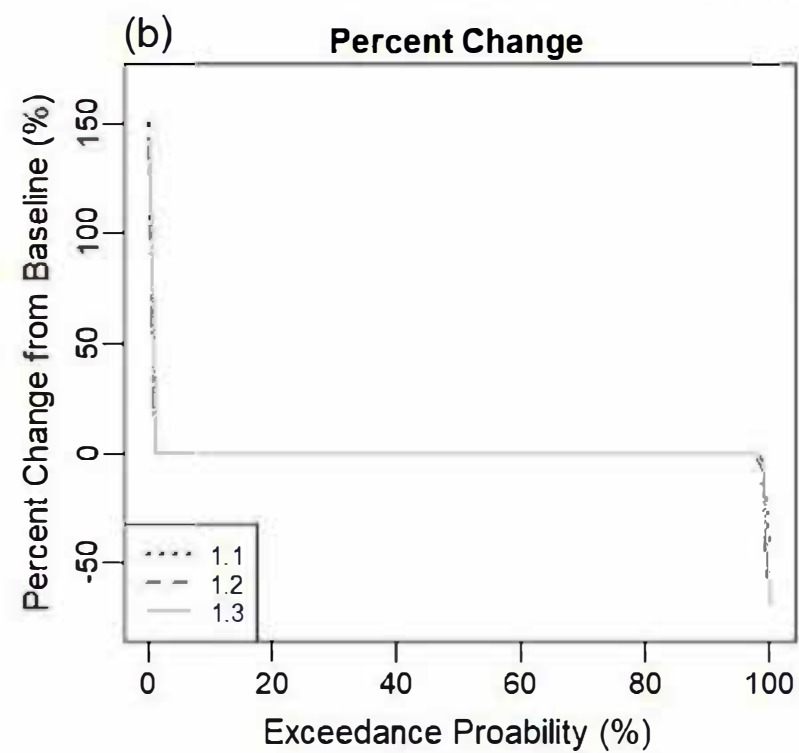 (b)
Percent Change
Percent Change from Baseline (%)
150
100
50
0
-50
1.1
1.2
1.3
0 20 40 60 80 100
Exceedance Proability (%)